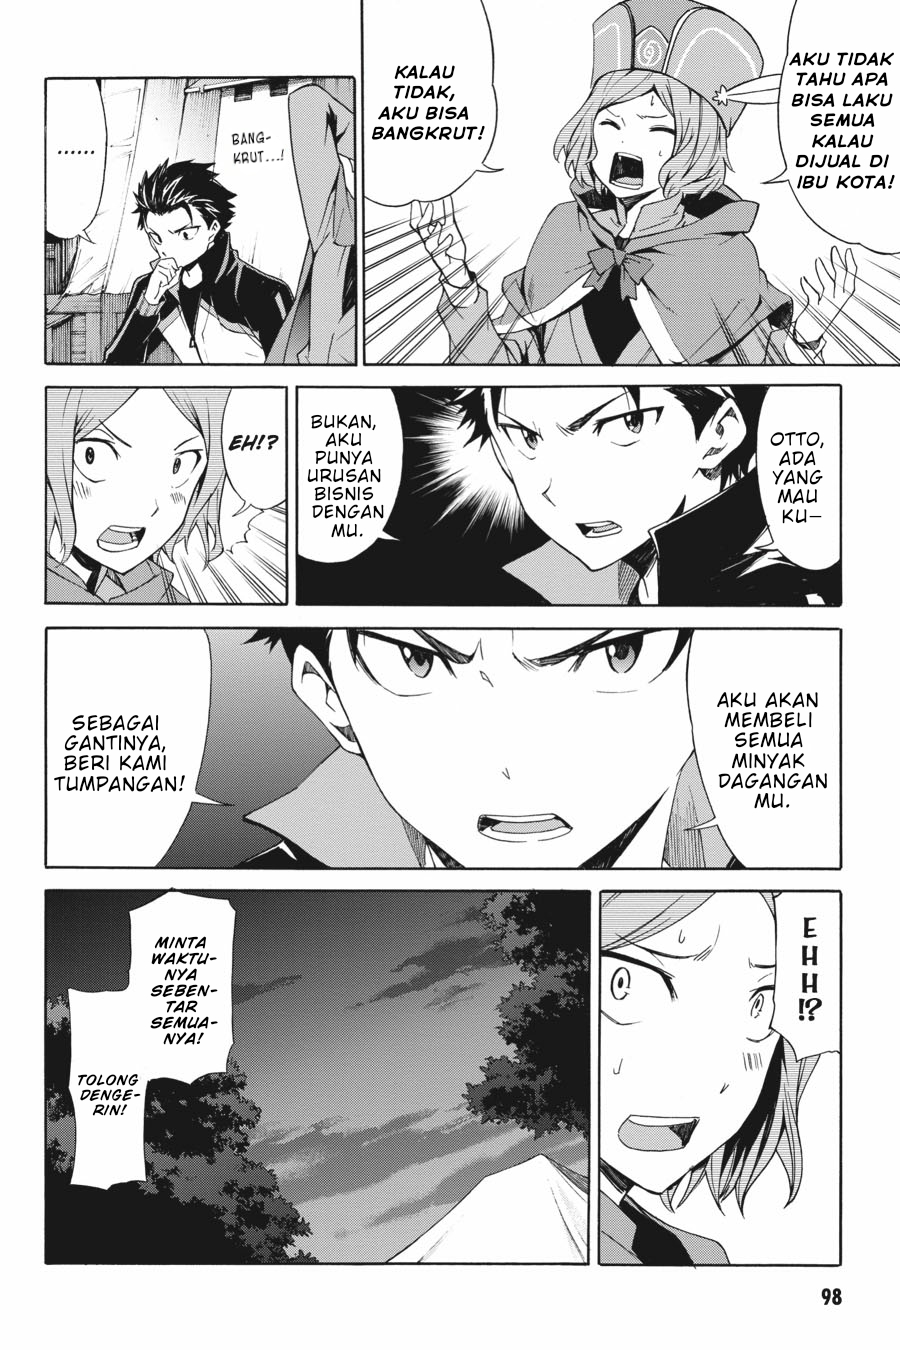 AKU TIDAK
TAHU APA
BISA LAKU
SEMUA
KALAU
DIJUAL DI
IBU KOTA!
KALAU
TIDAK,
AKU BISA
BANGKRUT!
BANG-
KRUT...!
......
OTTO,
ADA
YANG
MAU
KU–
BUKAN,
AKU
PUNYA
URUSAN
BISNIS
DENGAN
MU.
EH!?
AKU AKAN
MEMBELI
SEMUA
MINYAK
DAGANGAN
MU.
SEBAGAI
GANTINYA,
BERI KAMI
TUMPANGAN!
EHH!?
MINTA
WAKTU-
NYA
SEBEN-
TAR
SEMUA-
NYA!
TOLONG
DENGE-
RIN!
98